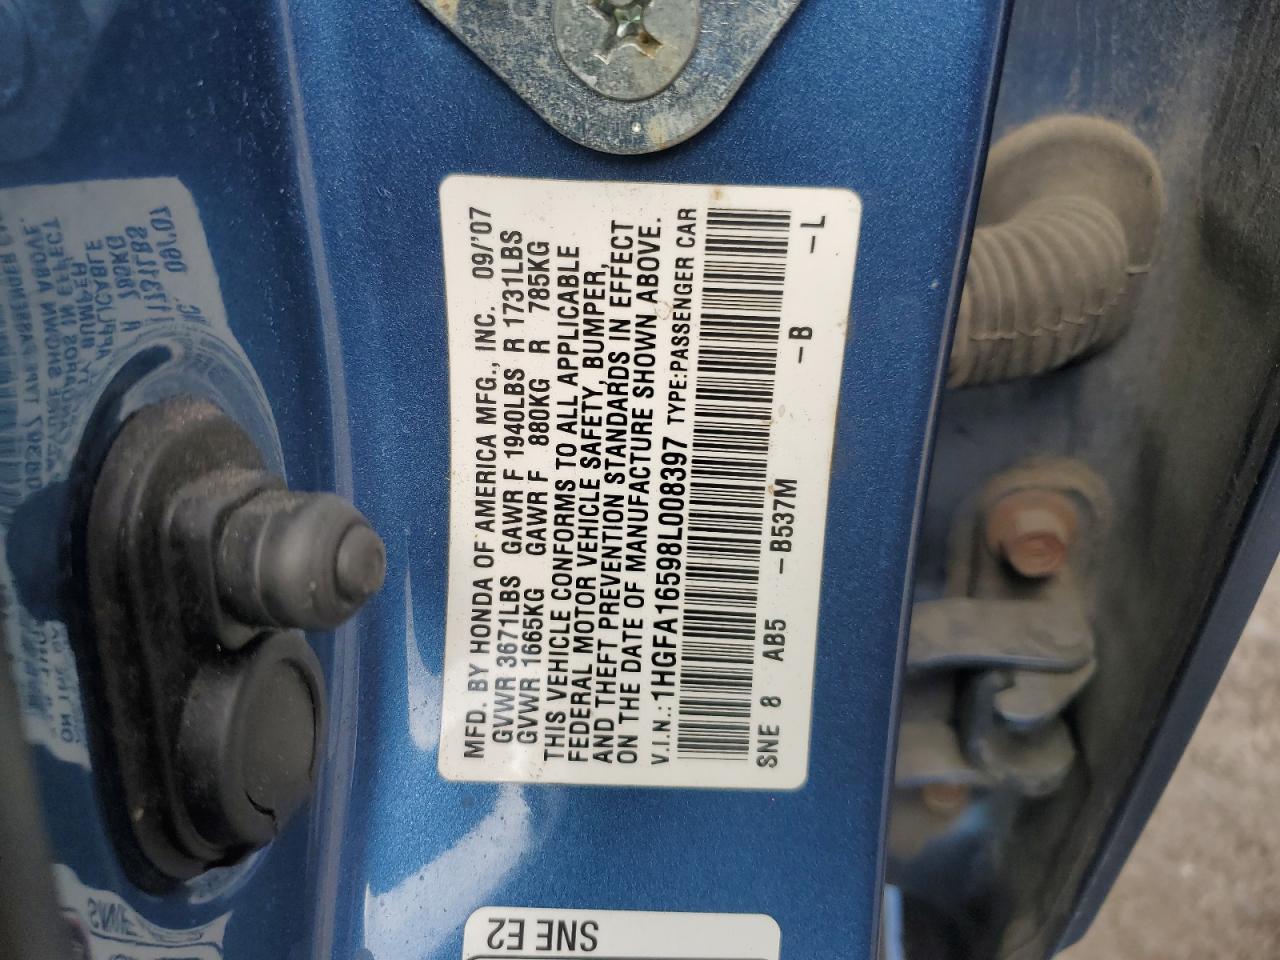 MFD. BY HONDA OF AMERICA MFG., INC. 09/'07
GVWR 3671LBS GAWR F 1940LBS R 1731LBS
GVWR 1665KG GAWR F 880KG R 785KG
THIS VEHICLE CONFORMS TO ALL APPLICABLE
FEDERAL MOTOR VEHICLE SAFETY, BUMPER,
AND THEFT PREVENTION STANDARDS IN EFFECT
ON THE DATE OF MANUFACTURE SHOWN ABOVE.
V.I.N.:1HGFA16598L008397 TYPE:PASSENGER CAR
SNE 8 AB5 -B537M -B -L
SNE E2